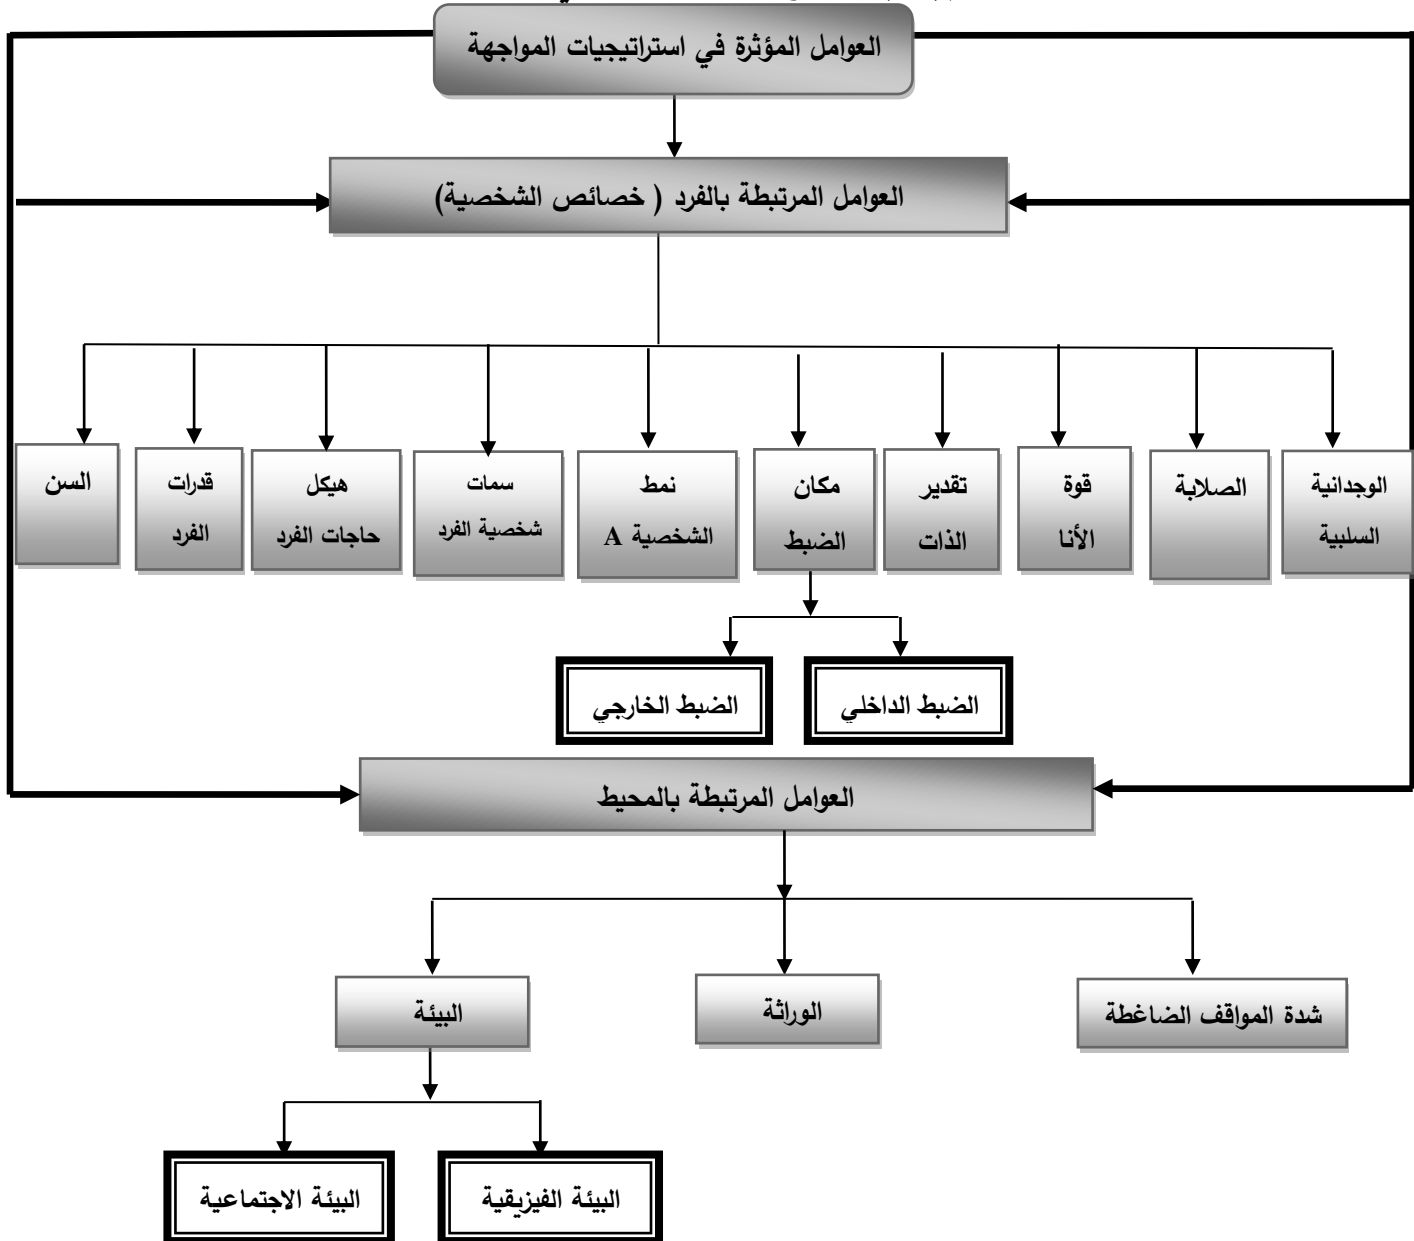 العوامل المؤثرة في استراتيجيات المواجهة
العوامل المرتبطة بالفرد ( خصائص الشخصية)
الوجدانية
السلبية
الصلابة
قوة
الأنا
تقدير
الذات
مكان
الضبط
نمط
الشخصية A
سمات
شخصية الفرد
هيكل
حاجات الفرد
قدرات
الفرد
السن
الضبط الداخلي
الضبط الخارجي
العوامل المرتبطة بالمحيط
شدة المواقف الضاغطة
الوراثة
البيئة
البيئة الفيزيقية
البيئة الاجتماعية